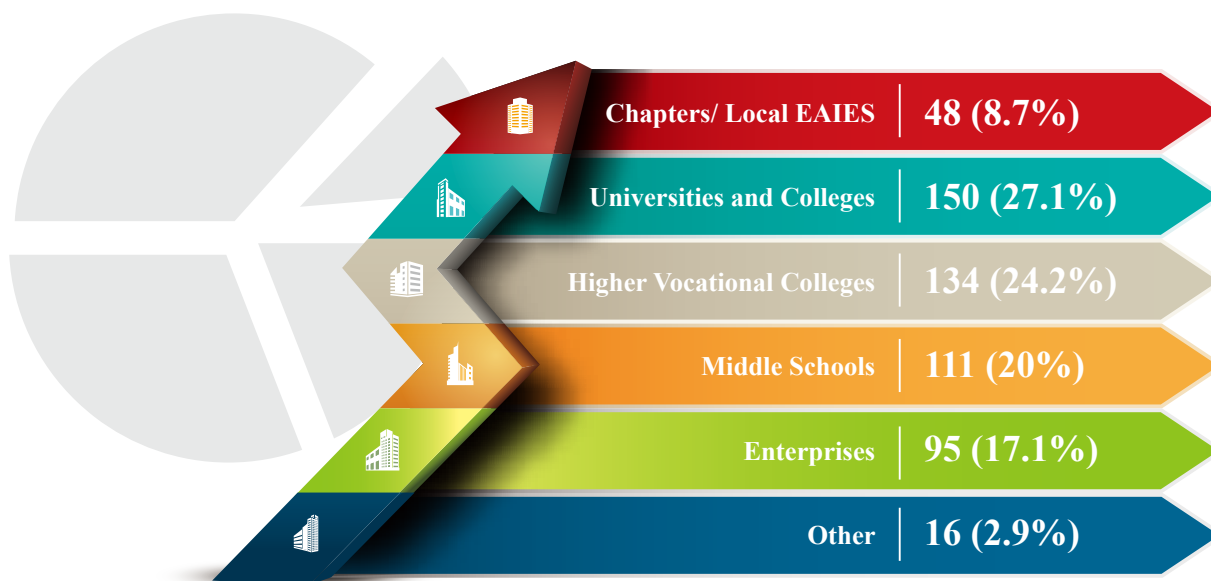 Chapters/ Local EAIES 48 (8.7%)
Universities and Colleges 150 (27.1%)
Higher Vocational Colleges 134 (24.2%)
Middle Schools 111 (20%)
Enterprises 95 (17.1%)
Other 16 (2.9%)